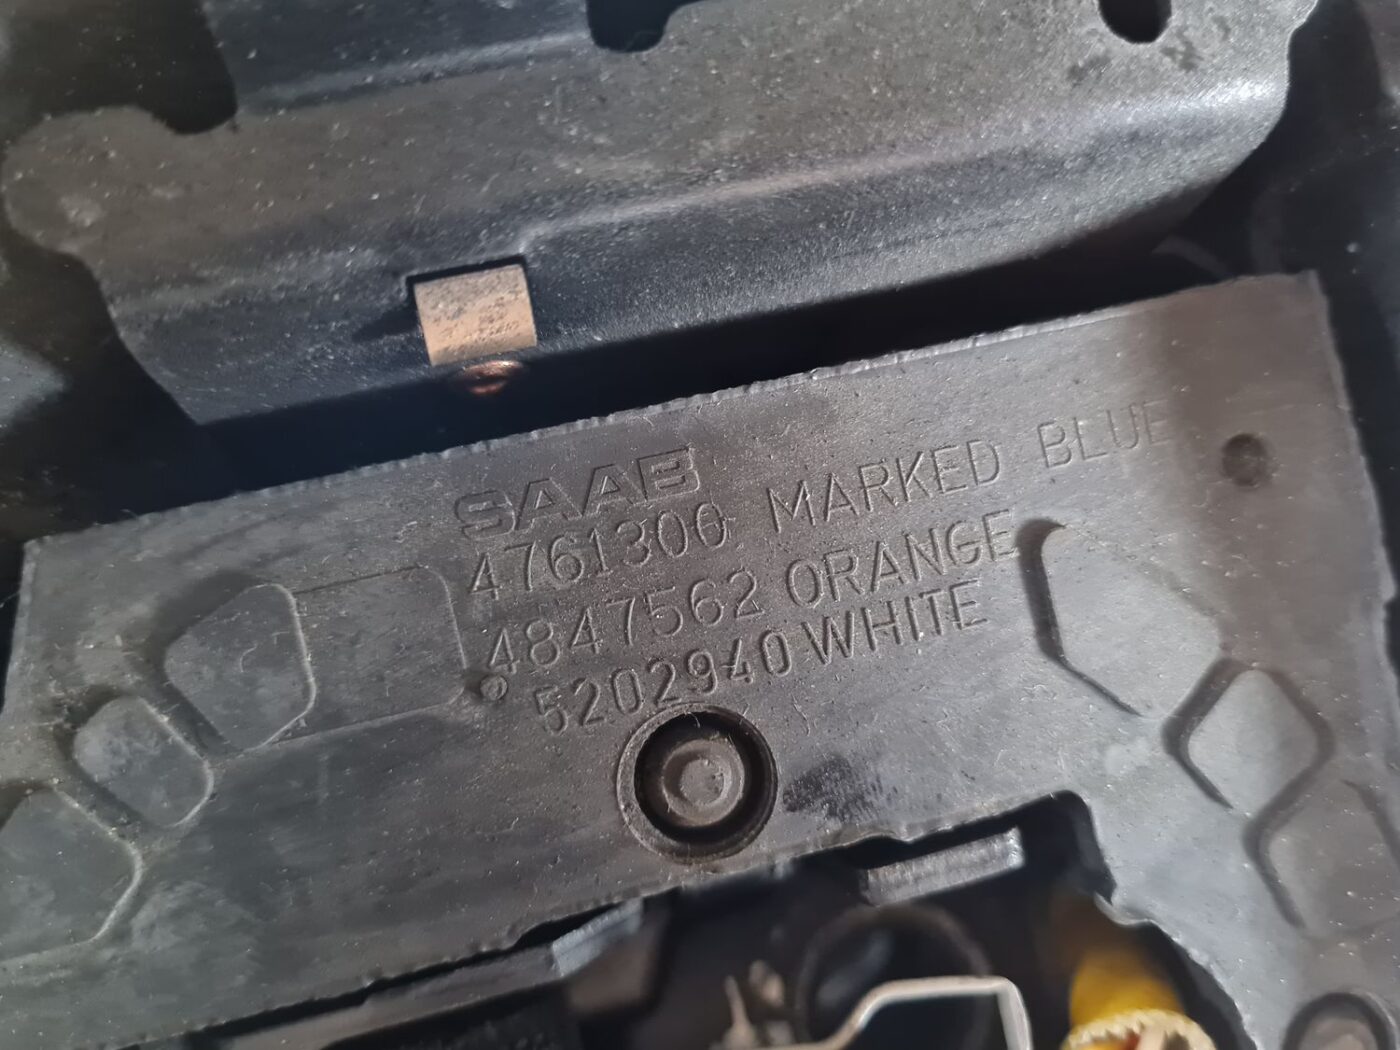 SAAB
4761300 MARKED BLUE
4847562 ORANGE
5202940 WHITE